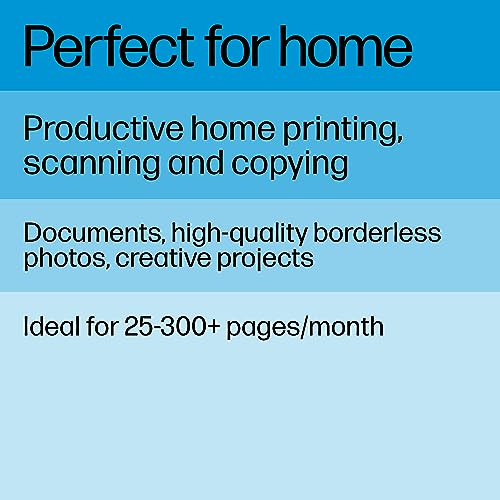 Perfect for home
Productive home printing,
scanning and copying
Documents, high-quality borderless
photos, creative projects
Ideal for 25-300+ pages/month